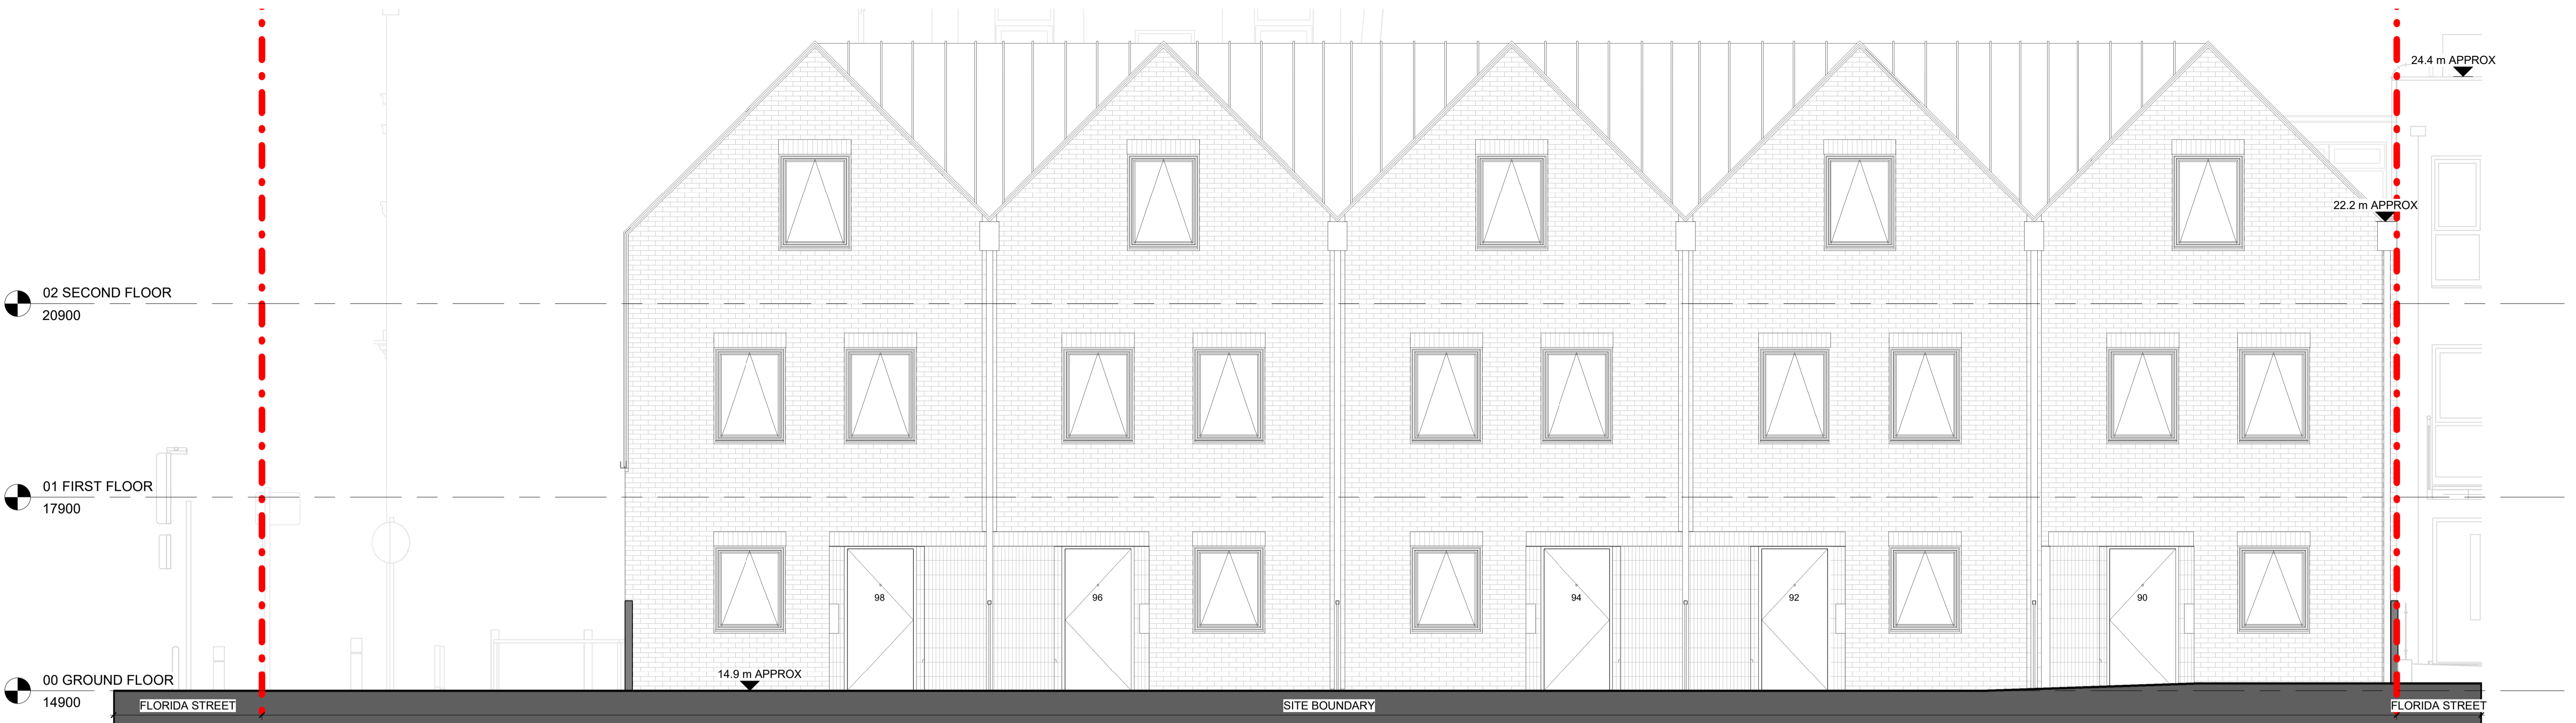 24.4 m APPROX
22.2 m APPROX
02 SECOND FLOOR
20900
01 FIRST FLOOR
17900
98
96
94
92
90
14.9 m APPROX
00 GROUND FLOOR
14900
FLORIDA STREET
SITE BOUNDARY
FLORIDA STREET